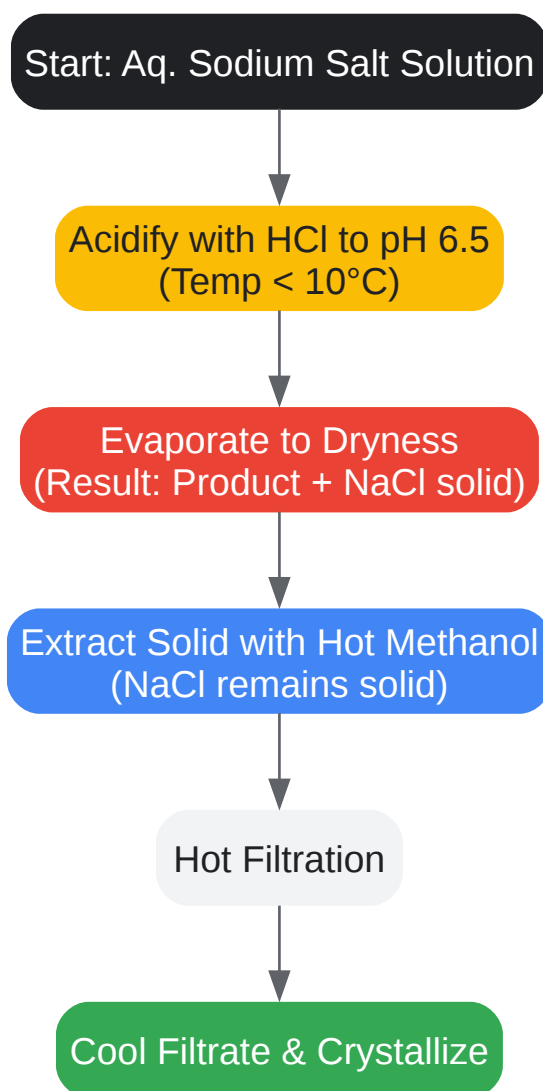 Start: Aq. Sodium Salt Solution
Acidify with HCl to pH 6.5
(Temp < 10°C)
Evaporate to Dryness
(Result: Product + NaCl solid)
Extract Solid with Hot Methanol
(NaCl remains solid)
Hot Filtration
Cool Filtrate & Crystallize